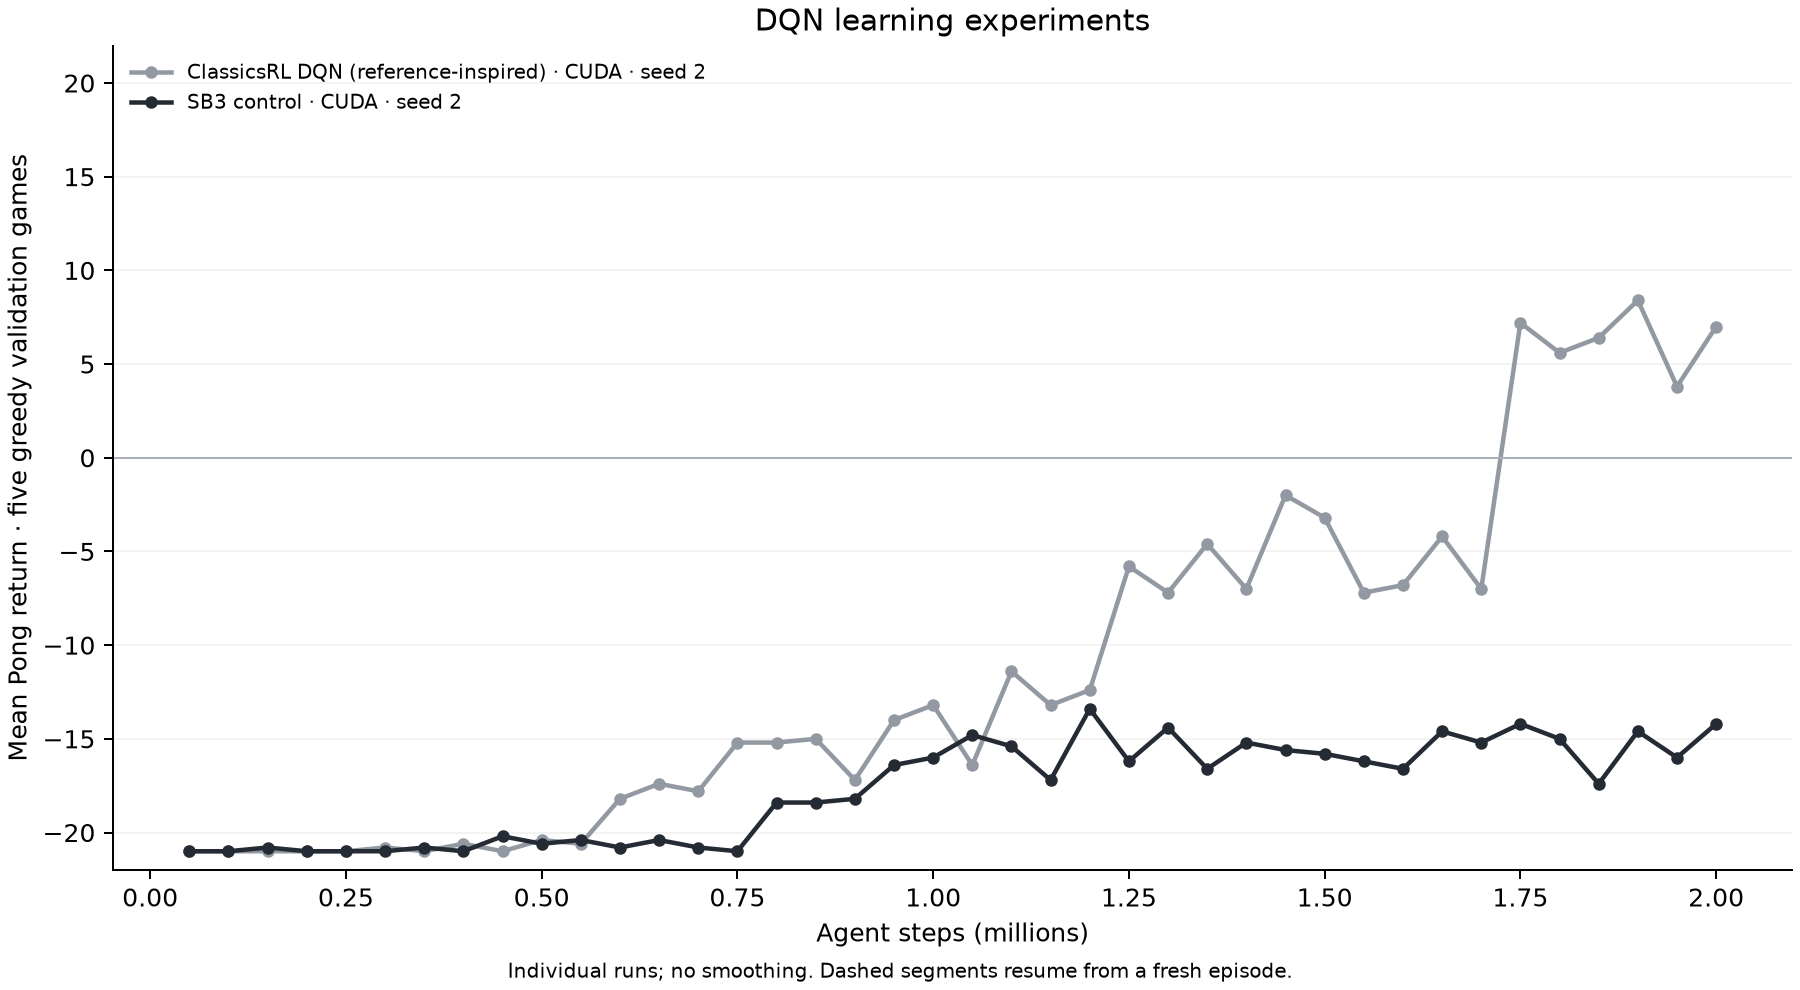 DQN learning experiments
ClassicsRL DQN (reference-inspired) · CUDA · seed 2
SB3 control · CUDA · seed 2
Mean Pong return · five greedy validation games
20
15
10
5
0
−5
−10
−15
−20
0.00 0.25 0.50 0.75 1.00 1.25 1.50 1.75 2.00
Agent steps (millions)
Individual runs; no smoothing. Dashed segments resume from a fresh episode.